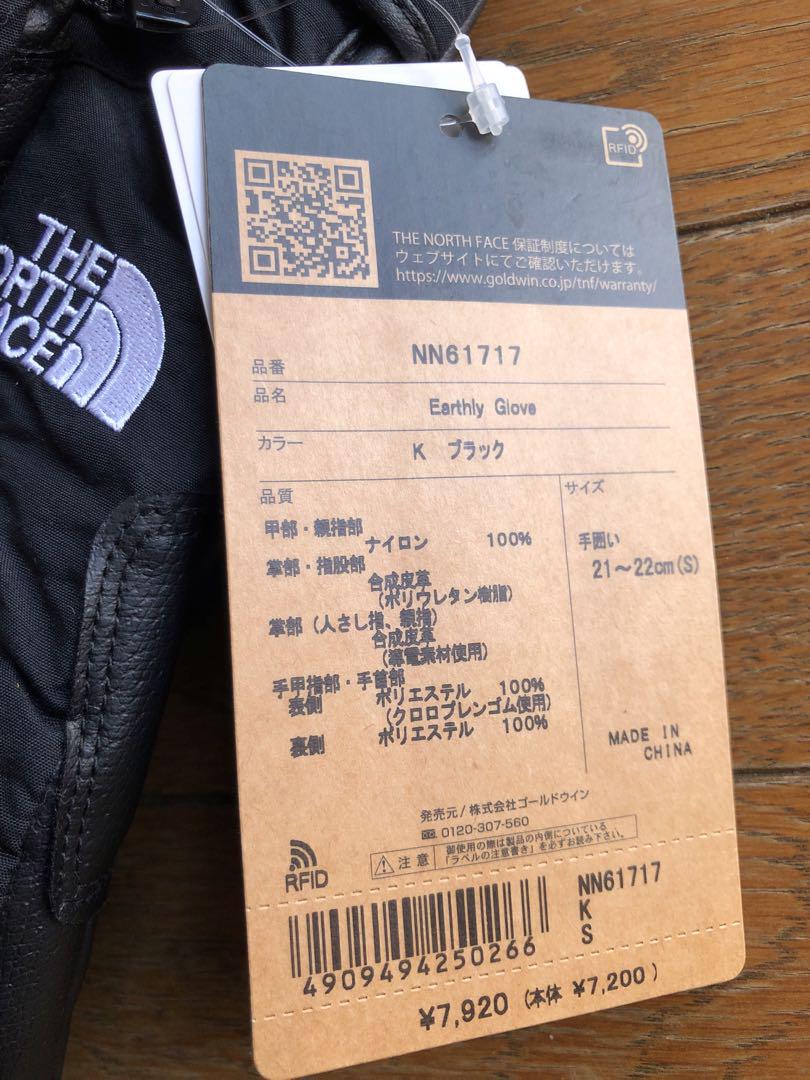 THE
NORTH
FACE
RFID
THE NORTH FACE 保証制度については
ウェブサイトにてご確認いただけます。
https://www.goldwin.co.jp/tnf/warranty/
品番 NN61717
品名 Earthly Glove
カラー K ブラック
品質
甲部・親指部
ナイロン 100%
掌部・指股部
合成皮革
(ポリウレタン樹脂)
掌部(人さし指、親指)
合成皮革
(導電素材使用)
手甲指部・手首部
表側 ポリエステル 100%
(クロロプレンゴム使用)
裏側 ポリエステル 100%
サイズ
手囲い
21〜22cm(S)
MADE IN
CHINA
発売元/株式会社ゴールドウイン
0120-307-560
注意 御使用の際は製品の内側についている
「ラベルの注意書き」を必ずお読み下さい。
RFID
NN61717
K
S
4909494250266
¥7,920 (本体 ¥7,200)